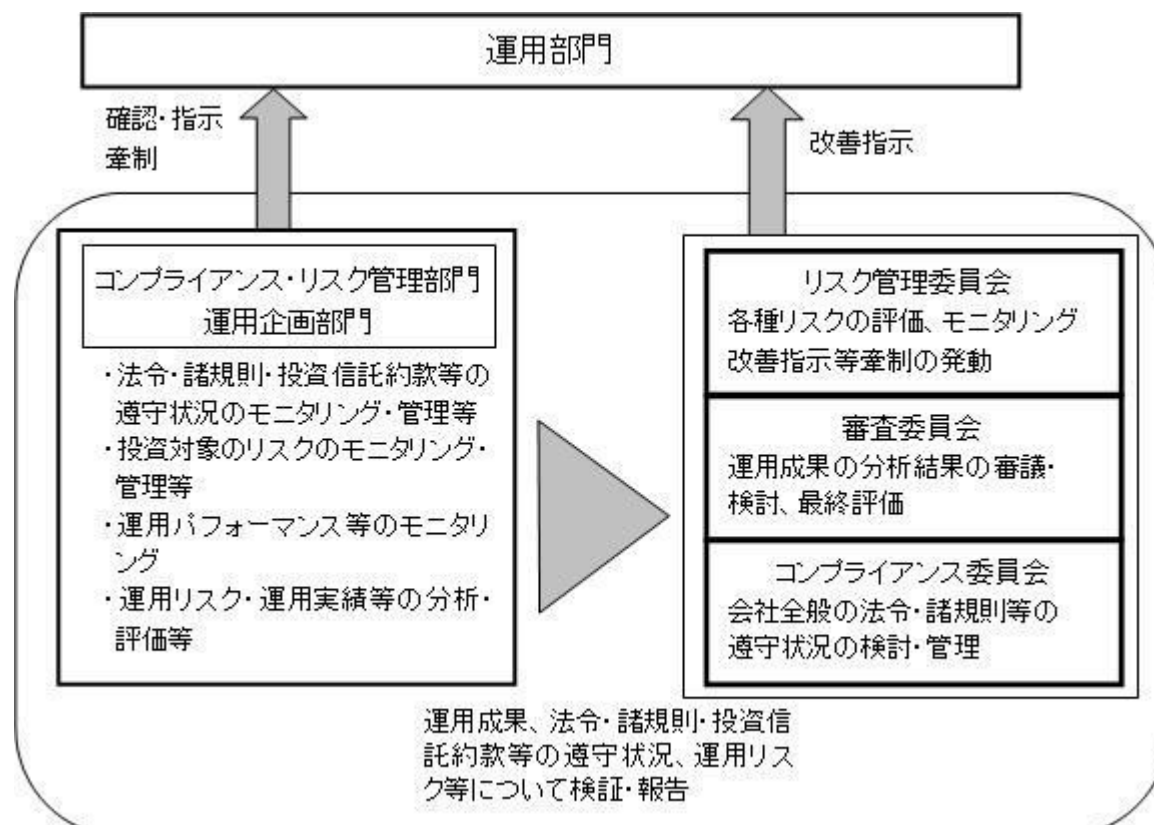 運用部門
確認・指示
牽制
改善指示
コンプライアンス・リスク管理部門
運用企画部門
・法令・諸規則・投資信託約款等の
遵守状況のモニタリング・管理等
・投資対象のリスクのモニタリング・
管理等
・運用パフォーマンス等のモニタリ
ング
・運用リスク・運用実績等の分析・
評価等
リスク管理委員会
各種リスクの評価、モニタリング
改善指示等牽制の発動
審査委員会
運用成果の分析結果の審議・
検討、最終評価
コンプライアンス委員会
会社全般の法令・諸規則等の
遵守状況の検討・管理
運用成果、法令・諸規則・投資信
託約款等の遵守状況、運用リス
ク等について検証・報告